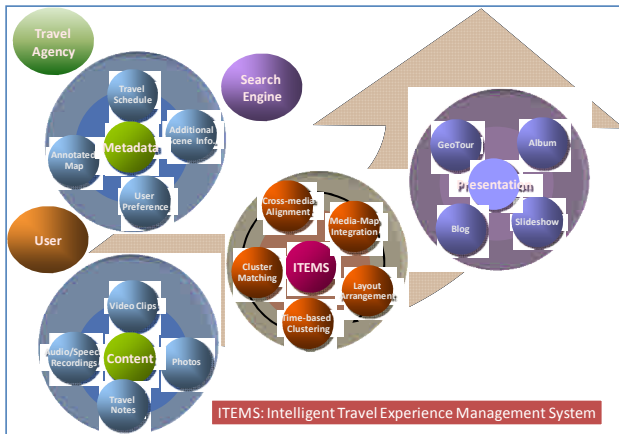 Travel
Agency
Search
Engine
Travel
Schedule
Metadata
Additional
Scene Info.
Annotated
Map
User
Preference
User
GeoTour
Album
Presentation
Blog
Slideshow
Cross-media
Alignment
Media-Map
Integration
Cluster
Matching
ITEMS
Layout
Arrangement
Time-based
Clustering
Video Clips
Audio/Speech
Recordings
Content
Photos
Travel
Notes
ITEMS: Intelligent Travel Experience Management System